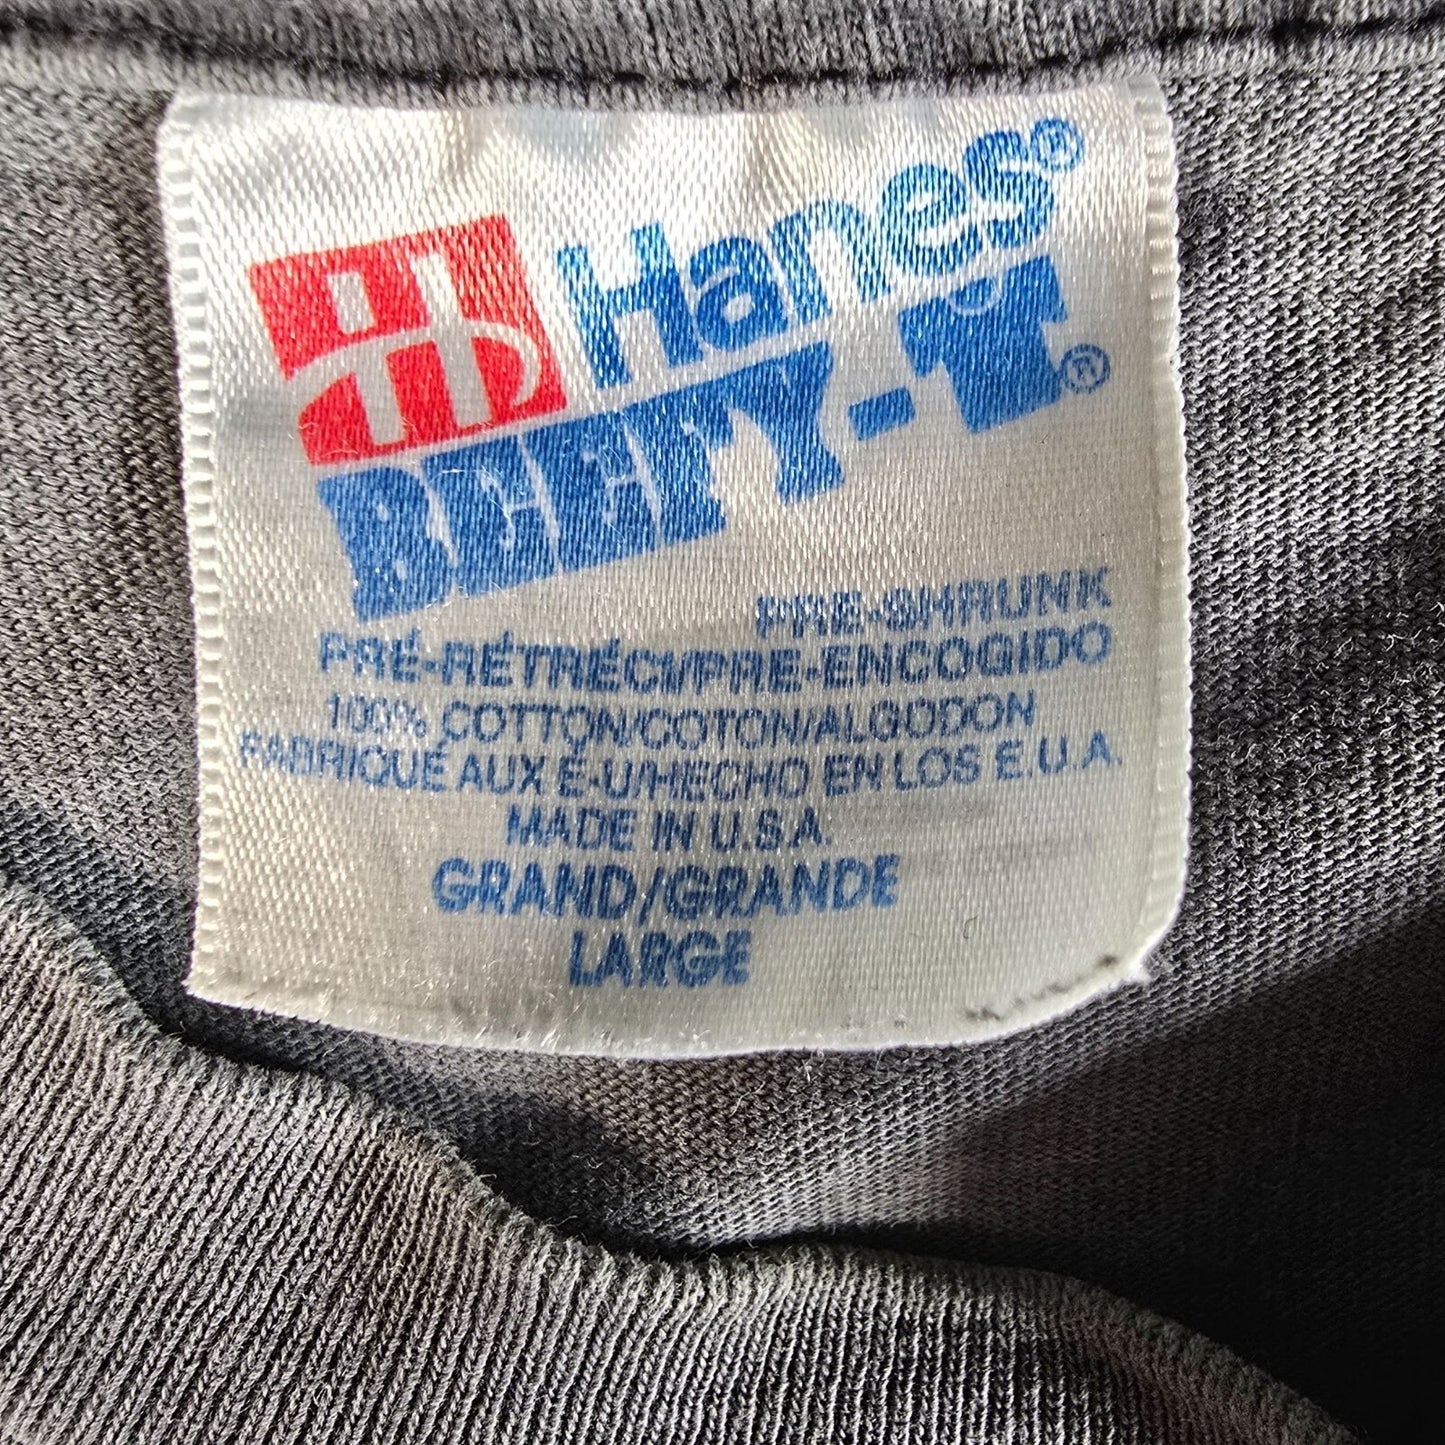 Hanes®
BEEFY-T®
PRE-SHRUNK
PRÉ-RÉTRÉCI/PRE-ENCOGIDO
100% COTTON/COTON/ALGODON
FABRIQUÉ AUX É-U/HECHO EN LOS E.U.A.
MADE IN U.S.A.
GRAND/GRANDE
LARGE